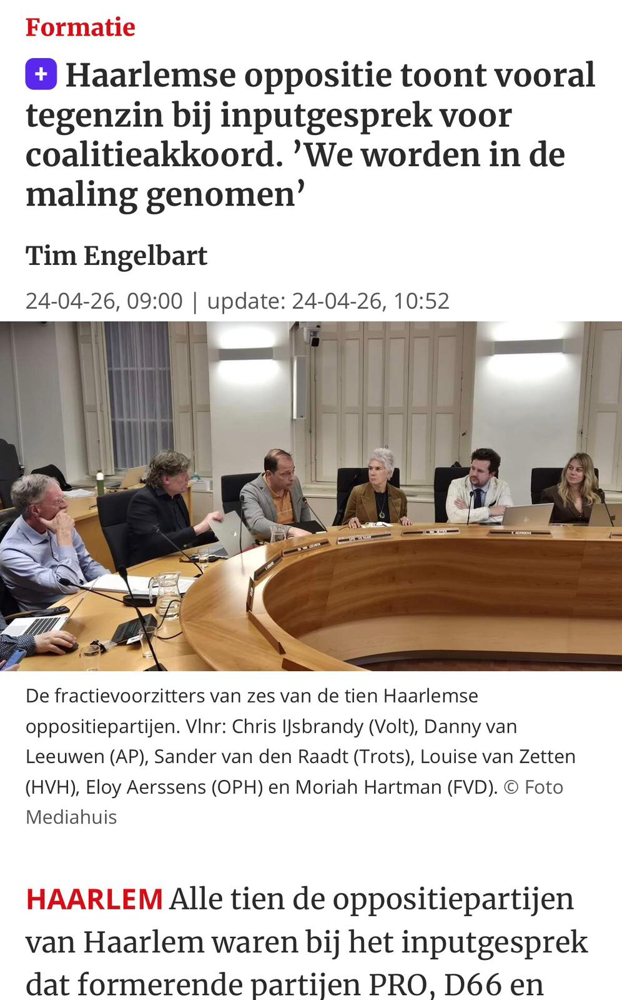 Formatie
+ Haarlemse oppositie toont vooral
tegenzin bij inputgesprek voor
coalitieakkoord. ’We worden in de
maling genomen’
Tim Engelbart
24-04-26, 09:00 | update: 24-04-26, 10:52
De fractievoorzitters van zes van de tien Haarlemse
oppositiepartijen. Vlnr: Chris IJsbrandy (Volt), Danny van
Leeuwen (AP), Sander van den Raadt (Trots), Louise van Zetten
(HVH), Eloy Aerssens (OPH) en Moriah Hartman (FVD). © Foto
Mediahuis
HAARLEM Alle tien de oppositiepartijen
van Haarlem waren bij het inputgesprek
dat formerende partijen PRO, D66 en